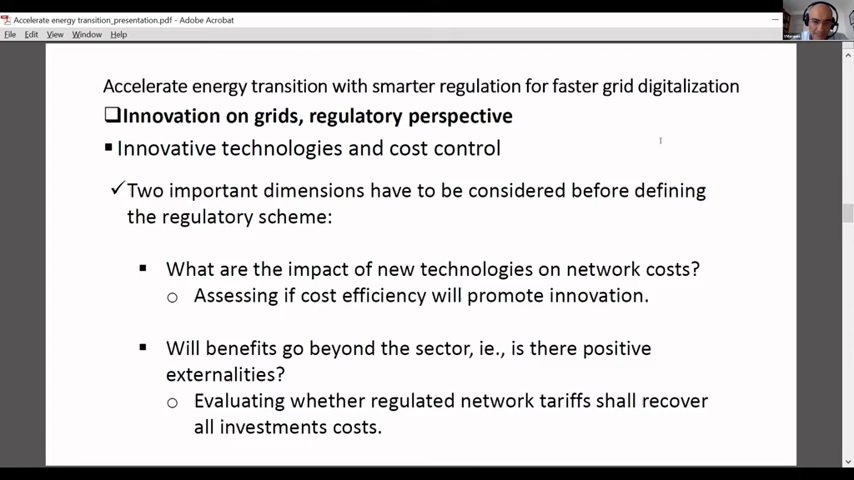 Accelerate energy transition_presentation.pdf - Adobe Acrobat
File Edit View Window Help
Accelerate energy transition with smarter regulation for faster grid digitalization
Innovation on grids, regulatory perspective
Innovative technologies and cost control
Two important dimensions have to be considered before defining
the regulatory scheme:
What are the impact of new technologies on network costs?
Assessing if cost efficiency will promote innovation.
Will benefits go beyond the sector, ie., is there positive
externalities?
Evaluating whether regulated network tariffs shall recover
all investments costs.